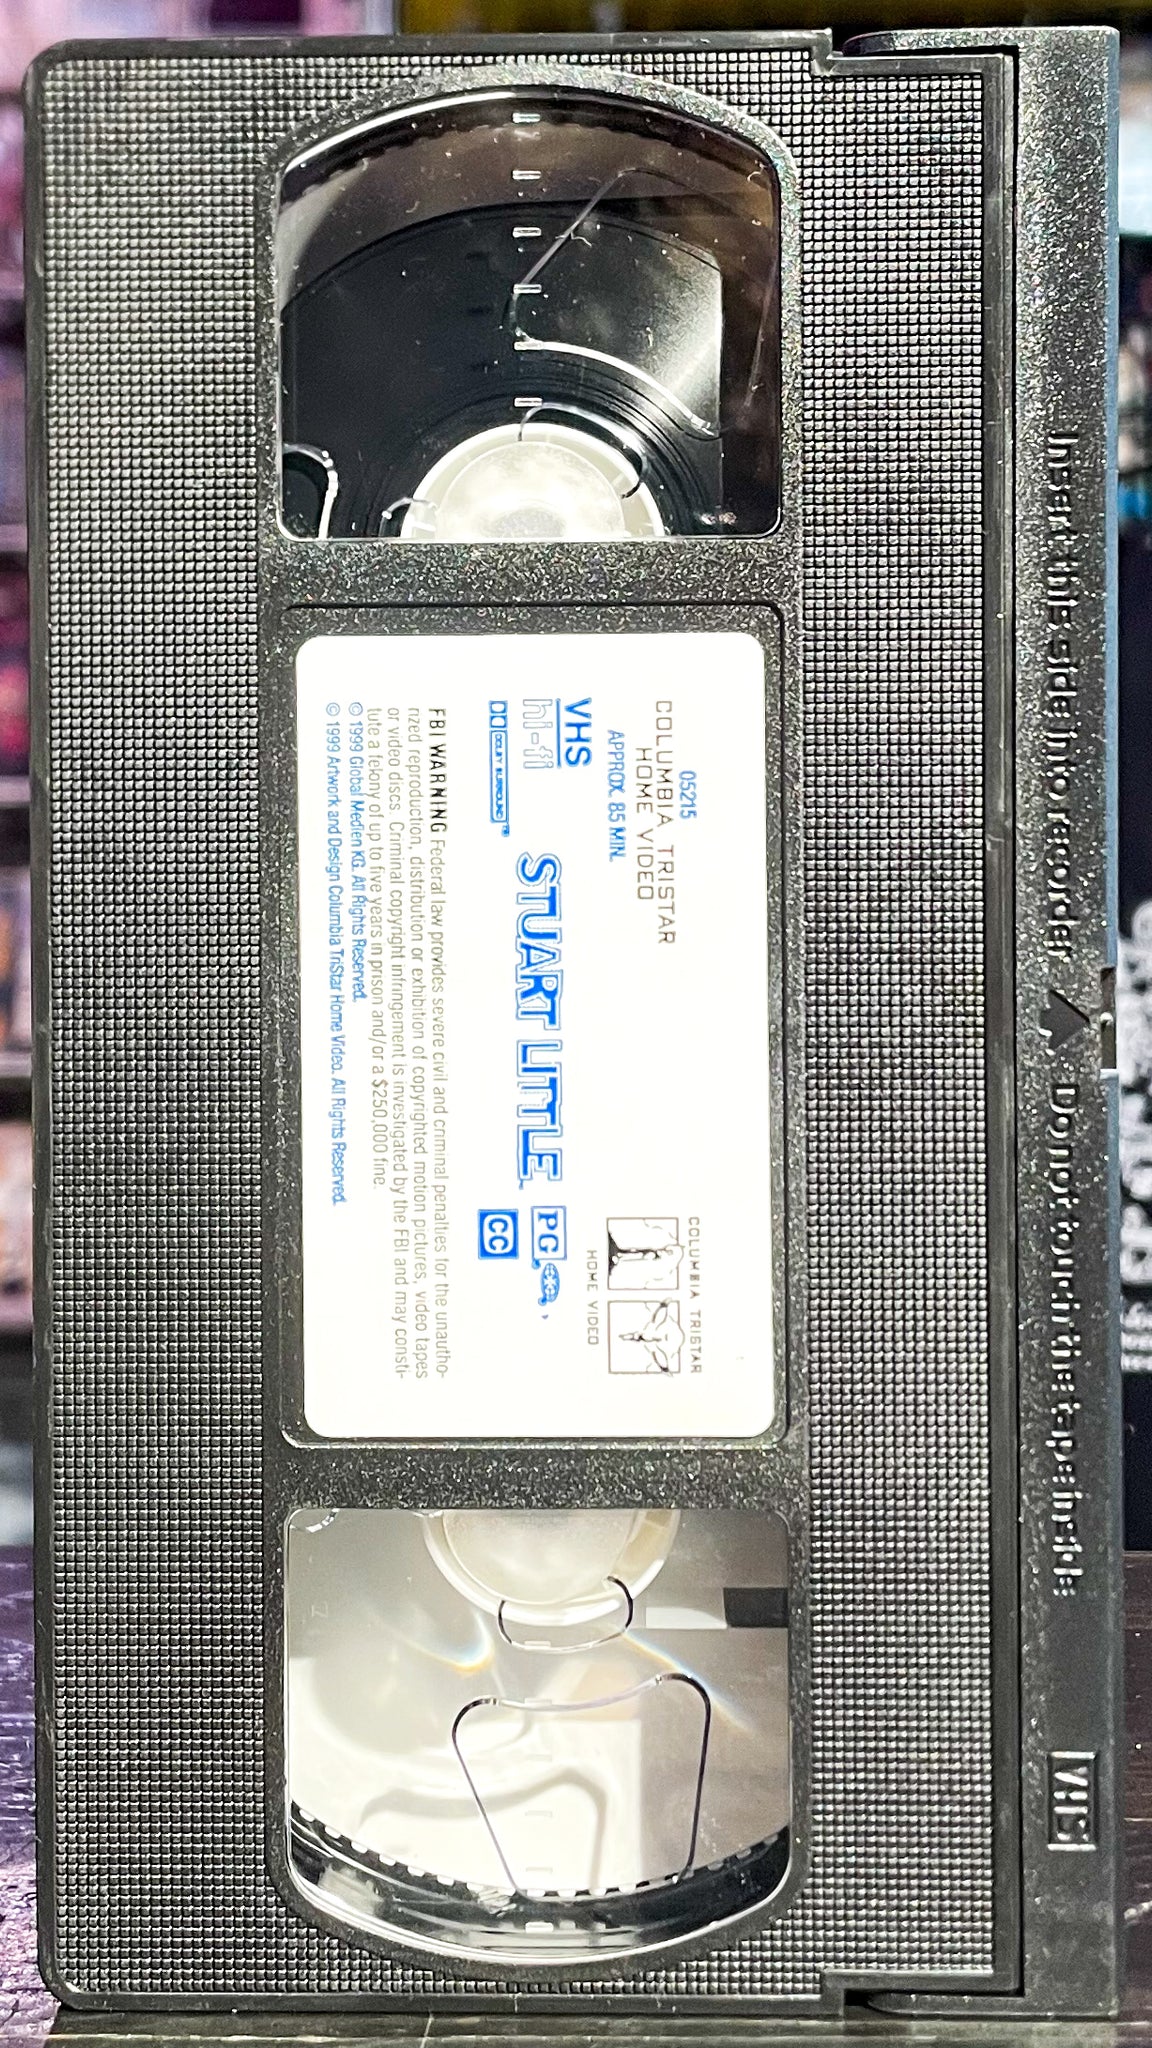 05215
COLUMBIA TRISTAR
HOME VIDEO
APPROX. 85 MIN.
COLUMBIA TRISTAR
HOME VIDEO
VHS
hi-fi
DOLBY SURROUND
STUART LITTLE
PG
CC
FBI WARNING Federal law provides severe civil and criminal penalties for the unautho-
rized reproduction, distribution or exhibition of copyrighted motion pictures, video tapes
or video discs. Criminal copyright infringement is investigated by the FBI and may consti-
tute a felony of up to five years in prison and/or a $250,000 fine.
© 1999 Global Medien KG. All Rights Reserved.
© 1999 Artwork and Design Columbia TriStar Home Video. All Rights Reserved.
Insert this side into recorder Do not touch the tape inside
VHS